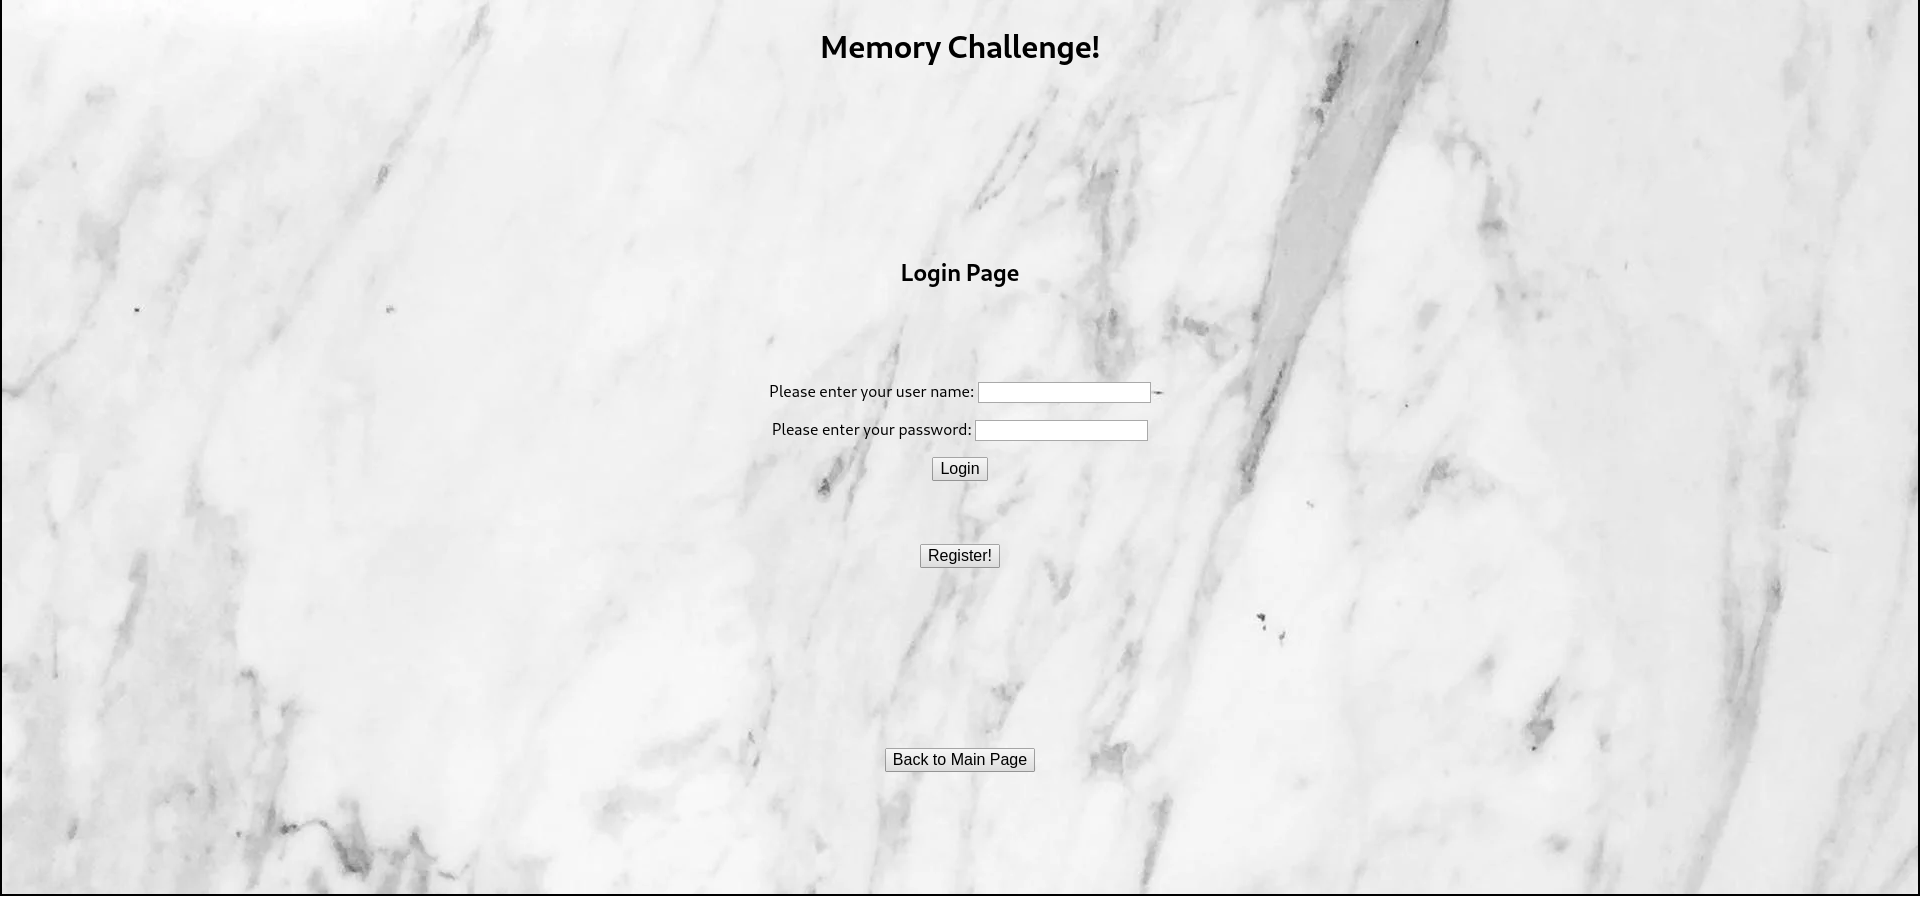 Memory Challenge!
Login Page
Please enter your user name:
Please enter your password:
Login
Register!
Back to Main Page